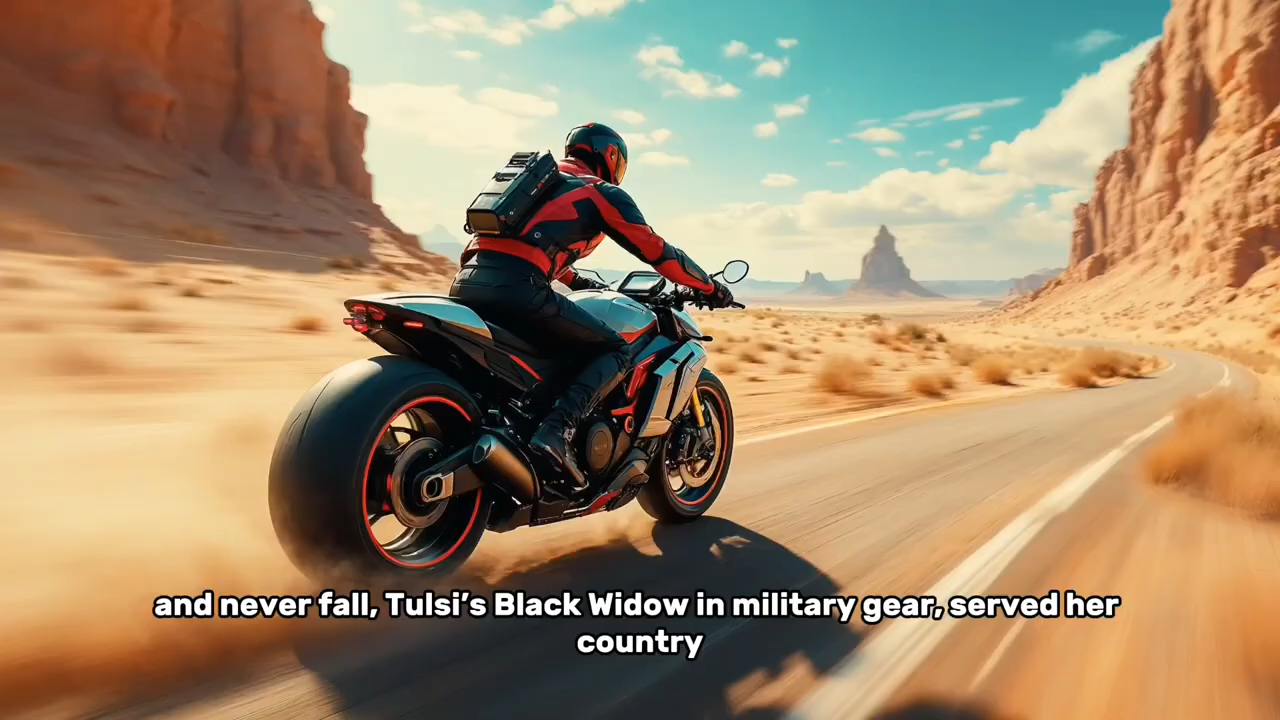 and never fall, Tulsi's Black Widow in military gear, served her
country